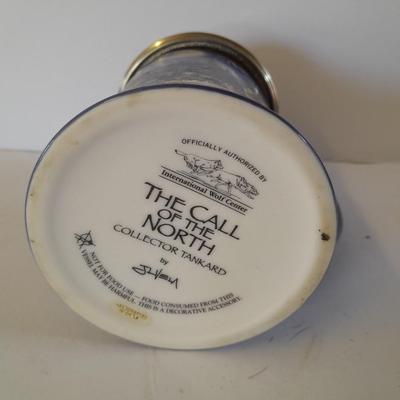 OFFICIALLY AUTHORIZED BY
International Wolf Center
THE CALL
OF THE
NORTH
COLLECTOR TANKARD
by
NOT FOR FOOD USE - FOOD CONSUMED FROM THIS
VESSEL MAY BE HARMFUL. THIS IS A DECORATIVE ACCESSORY.